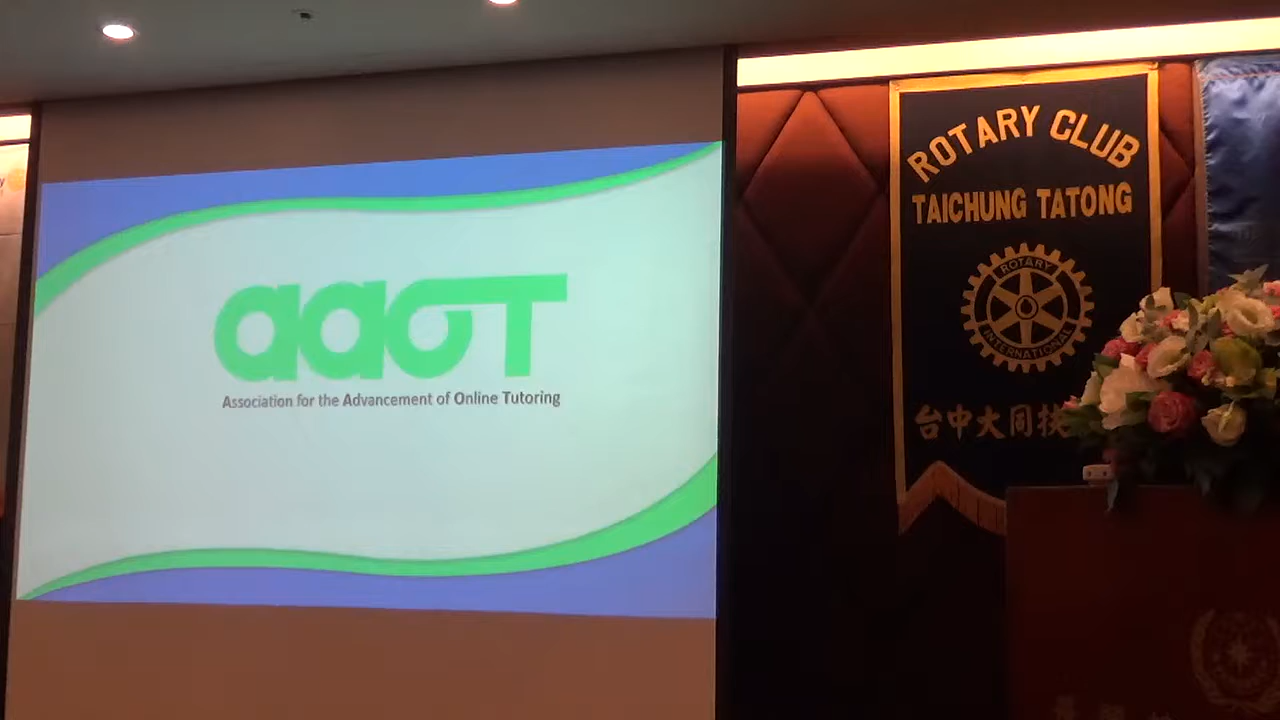 aaoT
Association for the Advancement of Online Tutoring
ROTARY CLUB
TAICHUNG TATONG
ROTARY
INTERNATIONAL
台中大同扶